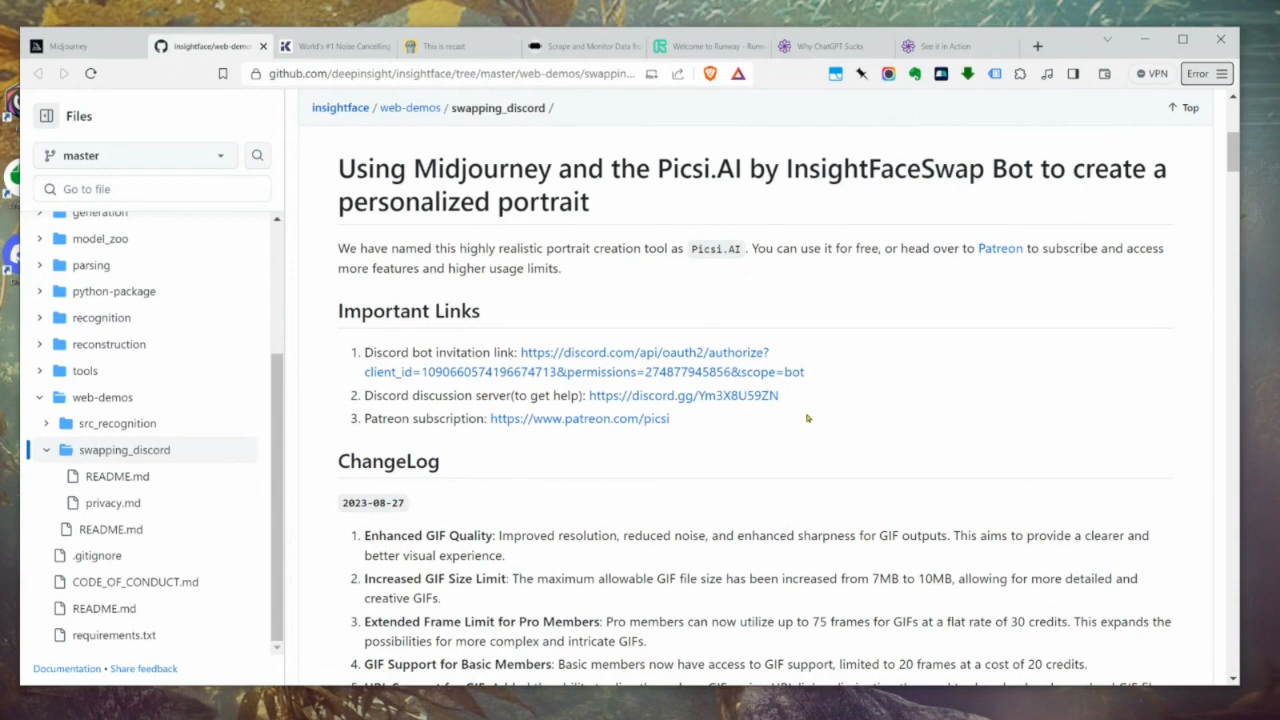 Midjourney
insightface/web-demo
World's #1 Noise Cancelling
This is recast
Scrape and Monitor Data fro
Welcome to Runway - Runw
Why ChatGPT Sucks
See it in Action
github.com/deepinsight/insightface/tree/master/web-demos/swappin...
VPN
Error
Files
master
Go to file
generation
model_zoo
parsing
python-package
recognition
reconstruction
tools
web-demos
src_recognition
swapping_discord
README.md
privacy.md
README.md
.gitignore
CODE_OF_CONDUCT.md
README.md
requirements.txt
Documentation • Share feedback
insightface / web-demos / swapping_discord /
Top
Using Midjourney and the Picsi.AI by InsightFaceSwap Bot to create a
personalized portrait
We have named this highly realistic portrait creation tool as Picsi.AI. You can use it for free, or head over to Patreon to subscribe and access
more features and higher usage limits.
Important Links
1. Discord bot invitation link: https://discord.com/api/oauth2/authorize?
client_id=1090660574196674713&permissions=274877945856&scope=bot
2. Discord discussion server(to get help): https://discord.gg/Ym3X8U59ZN
3. Patreon subscription: https://www.patreon.com/picsi
ChangeLog
2023-08-27
1. Enhanced GIF Quality: Improved resolution, reduced noise, and enhanced sharpness for GIF outputs. This aims to provide a clearer and
better visual experience.
2. Increased GIF Size Limit: The maximum allowable GIF file size has been increased from 7MB to 10MB, allowing for more detailed and
creative GIFs.
3. Extended Frame Limit for Pro Members: Pro members can now utilize up to 75 frames for GIFs at a flat rate of 30 credits. This expands the
possibilities for more complex and intricate GIFs.
4. GIF Support for Basic Members: Basic members now have access to GIF support, limited to 20 frames at a cost of 20 credits.